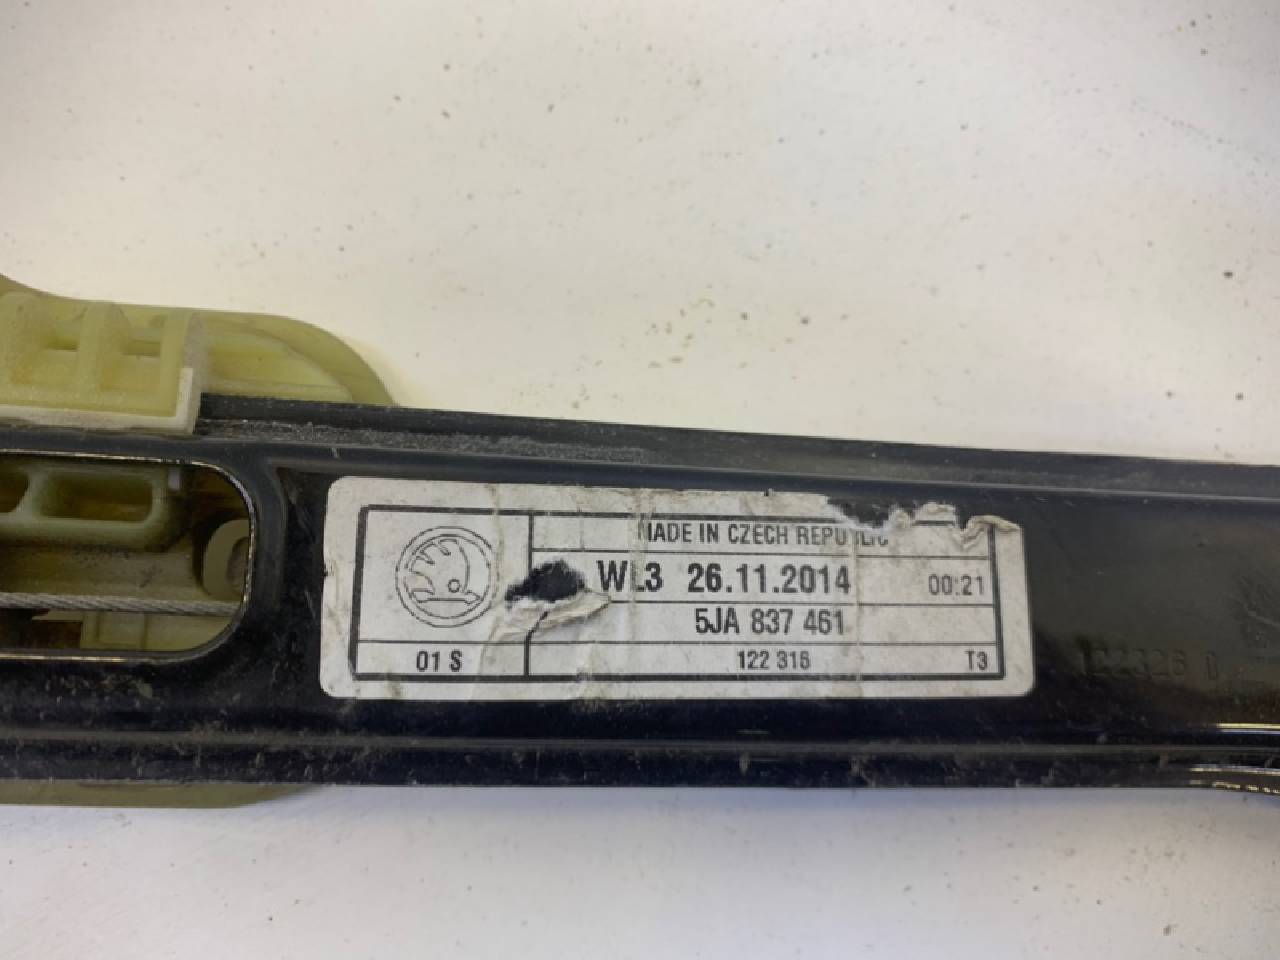 MADE IN CZECH REPUBLIC
WL3 26.11.2014 00:21
5JA 837 461
01 S 122 316 T3